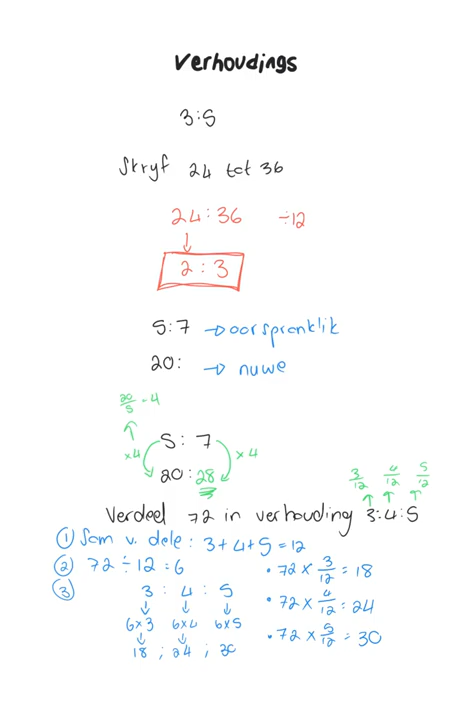 Verhoudings
3:5
Skryf 24 tot 36
24:36 ÷12
↓
2:3
5:7 → oorspronklik
20: → nuwe
20/5 = 4
↑
×4 5:7 ×4
20:28
3/12 4/12 5/12
↑ ↑ ↑
Verdeel 72 in verhouding 3:4:5
① Som v. dele: 3+4+5=12
② 72 ÷ 12 = 6
• 72 × 3/12 = 18
③ 3 : 4 : 5
↓ ↓ ↓
• 72 × 4/12 = 24
6×3 6×4 6×5
↓ ↓ ↓
• 72 × 5/12 = 30
18 ; 24 ; 30